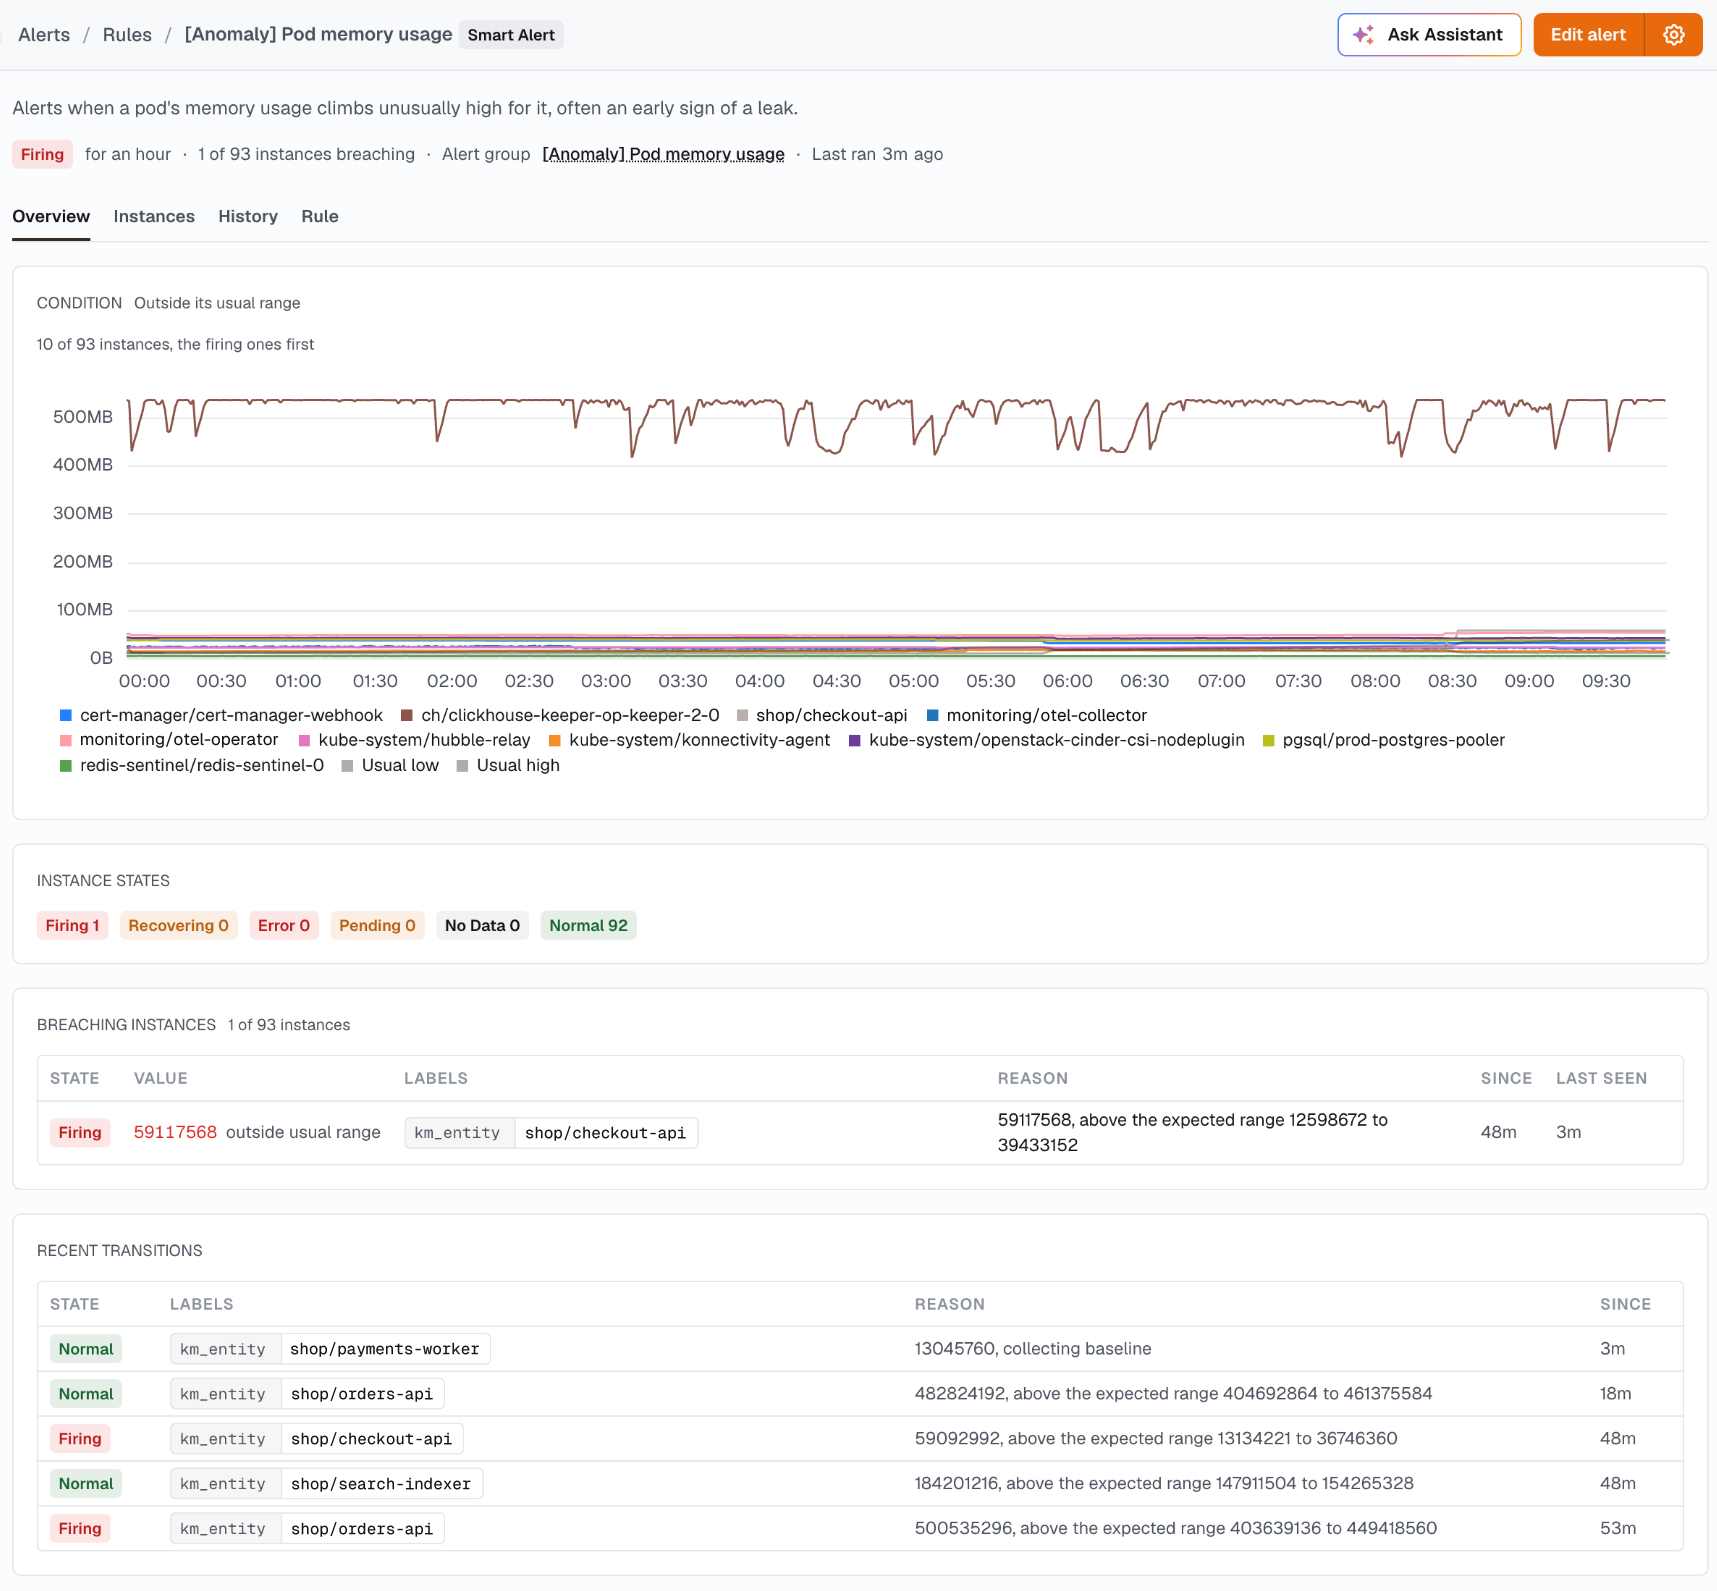 Alerts / Rules / [Anomaly] Pod memory usage Smart Alert Ask Assistant Edit alert
Alerts when a pod's memory usage climbs unusually high for it, often an early sign of a leak.
Firing for an hour · 1 of 93 instances breaching · Alert group [Anomaly] Pod memory usage · Last ran 3m ago
Overview Instances History Rule
CONDITION Outside its usual range
10 of 93 instances, the firing ones first
500MB
400MB
300MB
200MB
100MB
0B
00:00 00:30 01:00 01:30 02:00 02:30 03:00 03:30 04:00 04:30 05:00 05:30 06:00 06:30 07:00 07:30 08:00 08:30 09:00 09:30
cert-manager/cert-manager-webhook ch/clickhouse-keeper-op-keeper-2-0 shop/checkout-api monitoring/otel-collector
monitoring/otel-operator kube-system/hubble-relay kube-system/konnectivity-agent kube-system/openstack-cinder-csi-nodeplugin pgsql/prod-postgres-pooler
redis-sentinel/redis-sentinel-0 Usual low Usual high
INSTANCE STATES
Firing 1 Recovering 0 Error 0 Pending 0 No Data 0 Normal 92
BREACHING INSTANCES 1 of 93 instances
STATE VALUE LABELS REASON SINCE LAST SEEN
Firing 59117568 outside usual range km_entity shop/checkout-api 59117568, above the expected range 12598672 to
39433152 48m 3m
RECENT TRANSITIONS
STATE LABELS REASON SINCE
Normal km_entity shop/payments-worker 13045760, collecting baseline 3m
Normal km_entity shop/orders-api 482824192, above the expected range 404692864 to 461375584 18m
Firing km_entity shop/checkout-api 59092992, above the expected range 13134221 to 36746360 48m
Normal km_entity shop/search-indexer 184201216, above the expected range 147911504 to 154265328 48m
Firing km_entity shop/orders-api 500535296, above the expected range 403639136 to 449418560 53m